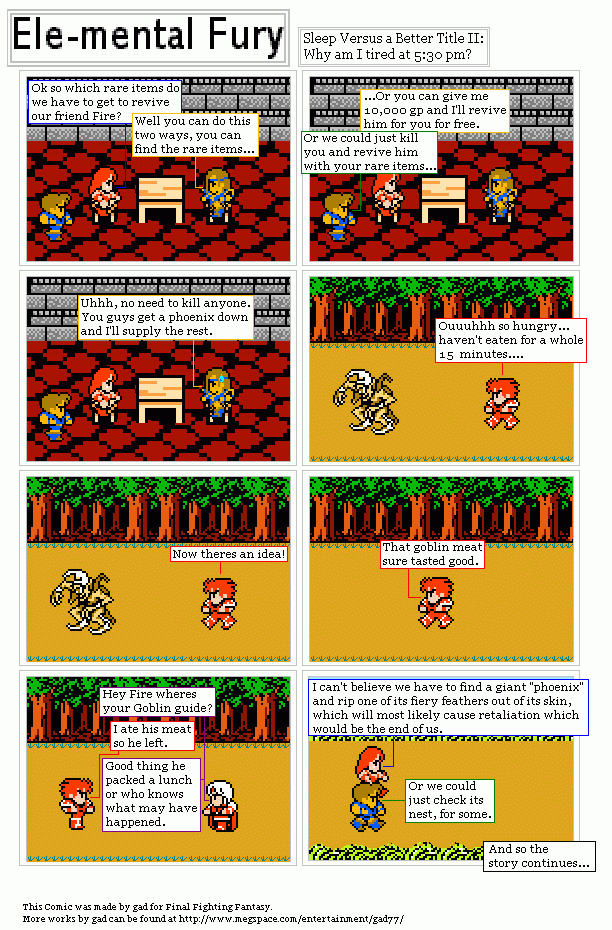 Ele-mental Fury
Sleep Versus a Better Title II:
Why am I tired at 5:30 pm?
Ok so which rare items do
we have to get to revive
our friend Fire?
Well you can do this
two ways, you can
find the rare items...
...Or you can give me
10,000 gp and I'll revive
him for you for free.
Or we could just kill
you and revive him
with your rare items...
Uhhh, no need to kill anyone.
You guys get a phoenix down
and I'll supply the rest.
Ouuuhhh so hungry...
haven't eaten for a whole
15 minutes....
Now theres an idea!
That goblin meat
sure tasted good.
Hey Fire wheres
your Goblin guide?
I ate his meat
so he left.
Good thing he
packed a lunch
or who knows
what may have
happened.
I can't believe we have to find a giant "phoenix"
and rip one of its fiery feathers out of its skin,
which will most likely cause retaliation which
would be the end of us.
Or we could
just check its
nest, for some.
And so the
story continues...
This Comic was made by gad for Final Fighting Fantasy.
More works by gad can be found at http://www.megspace.com/entertainment/gad77/